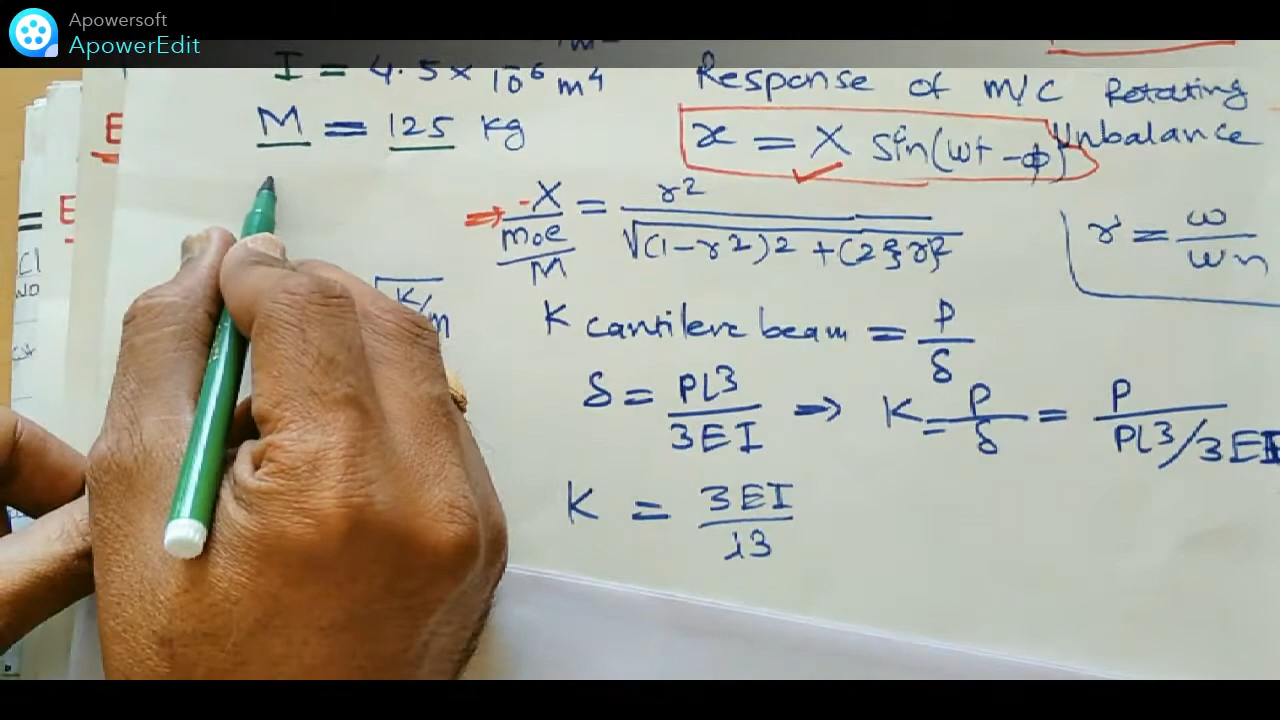 Apowersoft
ApowerEdit
I = 4.5 × 10⁻⁶ m⁴
M = 125 kg
Response of M/C Rotating Unbalance
x = X sin(ωt - ϕ)
X / (m₀e / M) = r² / √(1-r²)² + (2ξr)²
r = ω / ωn
K/m
K cantileve beam = P / δ
δ = PL³ / 3EI → K = P / δ = P / PL³/3EI
K = 3EI / L³